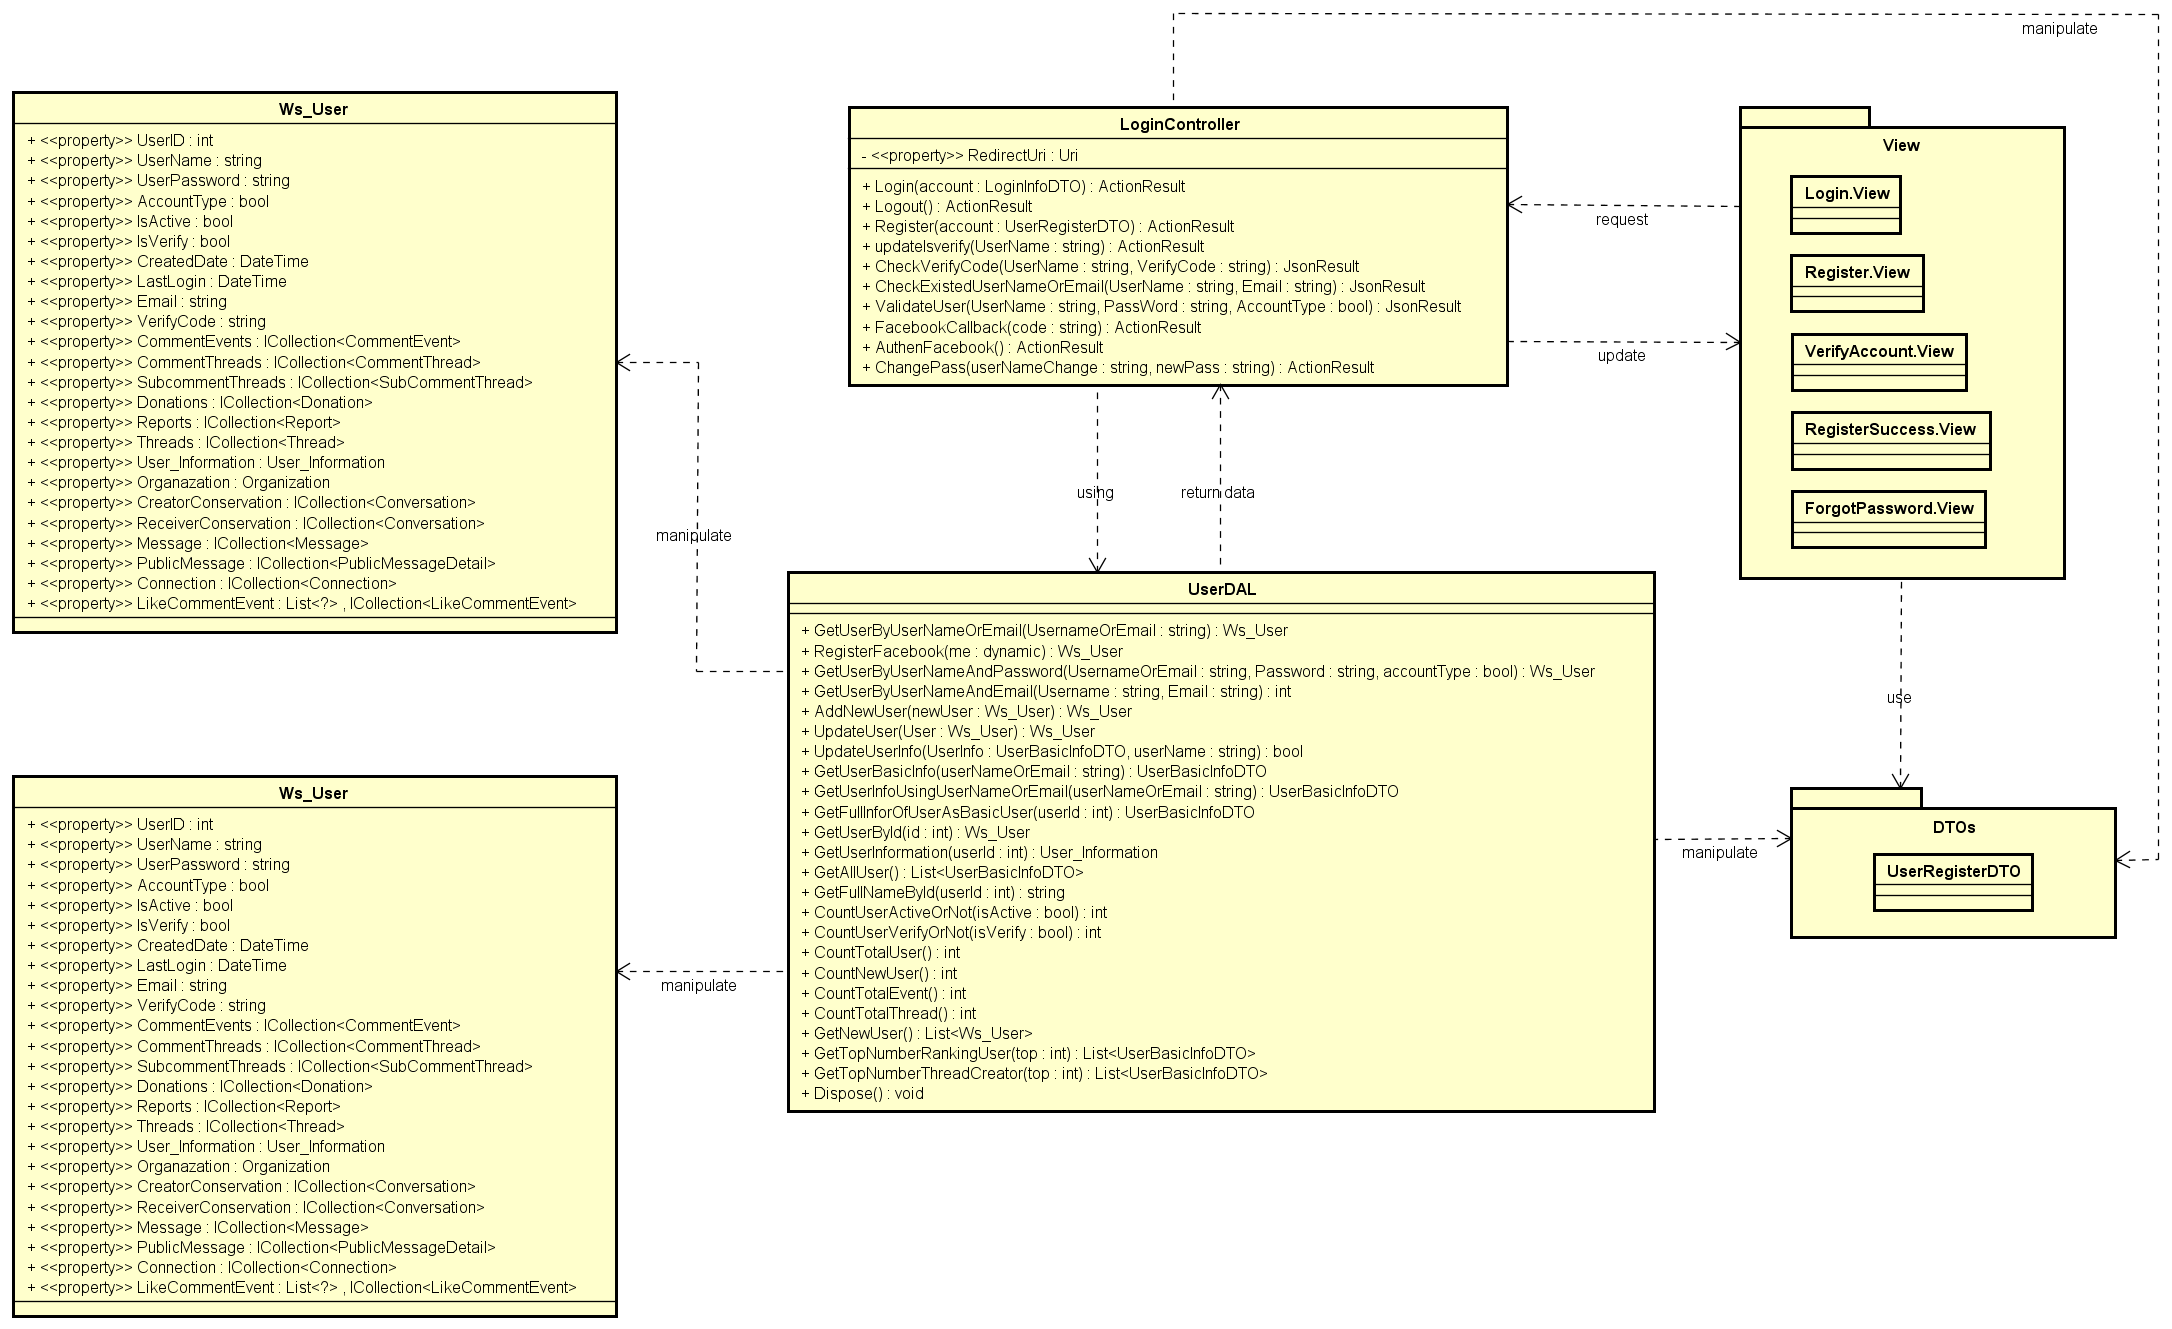 manipulate
Ws_User
+ <<property>> UserID : int
+ <<property>> UserName : string
+ <<property>> UserPassword : string
+ <<property>> AccountType : bool
+ <<property>> IsActive : bool
+ <<property>> IsVerify : bool
+ <<property>> CreatedDate : DateTime
+ <<property>> LastLogin : DateTime
+ <<property>> Email : string
+ <<property>> VerifyCode : string
+ <<property>> CommentEvents : ICollection<CommentEvent>
+ <<property>> CommentThreads : ICollection<CommentThread>
+ <<property>> SubcommentThreads : ICollection<SubCommentThread>
+ <<property>> Donations : ICollection<Donation>
+ <<property>> Reports : ICollection<Report>
+ <<property>> Threads : ICollection<Thread>
+ <<property>> User_Information : User_Information
+ <<property>> Organazation : Organization
+ <<property>> CreatorConservation : ICollection<Conversation>
+ <<property>> ReceiverConservation : ICollection<Conversation>
+ <<property>> Message : ICollection<Message>
+ <<property>> PublicMessage : ICollection<PublicMessageDetail>
+ <<property>> Connection : ICollection<Connection>
+ <<property>> LikeCommentEvent : List<?> , ICollection<LikeCommentEvent>
LoginController
- <<property>> RedirectUri : Uri
+ Login(account : LoginInfoDTO) : ActionResult
+ Logout() : ActionResult
+ Register(account : UserRegisterDTO) : ActionResult
+ updateIsverify(UserName : string) : ActionResult
+ CheckVerifyCode(UserName : string, VerifyCode : string) : JsonResult
+ CheckExistedUserNameOrEmail(UserName : string, Email : string) : JsonResult
+ ValidateUser(UserName : string, PassWord : string, AccountType : bool) : JsonResult
+ FacebookCallback(code : string) : ActionResult
+ AuthenFacebook() : ActionResult
+ ChangePass(userNameChange : string, newPass : string) : ActionResult
request
update
View
Login.View
Register.View
VerifyAccount.View
RegisterSuccess.View
ForgotPassword.View
using
return data
manipulate
use
UserDAL
+ GetUserByUserNameOrEmail(UsernameOrEmail : string) : Ws_User
+ RegisterFacebook(me : dynamic) : Ws_User
+ GetUserByUserNameAndPassword(UsernameOrEmail : string, Password : string, accountType : bool) : Ws_User
+ GetUserByUserNameAndEmail(Username : string, Email : string) : int
+ AddNewUser(newUser : Ws_User) : Ws_User
+ UpdateUser(User : Ws_User) : Ws_User
+ UpdateUserInfo(UserInfo : UserBasicInfoDTO, userName : string) : bool
+ GetUserBasicInfo(userNameOrEmail : string) : UserBasicInfoDTO
+ GetUserInfoUsingUserNameOrEmail(userNameOrEmail : string) : UserBasicInfoDTO
+ GetFullInforOfUserAsBasicUser(userId : int) : UserBasicInfoDTO
+ GetUserById(id : int) : Ws_User
+ GetUserInformation(userId : int) : User_Information
+ GetAllUser() : List<UserBasicInfoDTO>
+ GetFullNameById(userId : int) : string
+ CountUserActiveOrNot(isActive : bool) : int
+ CountUserVerifyOrNot(isVerify : bool) : int
+ CountTotalUser() : int
+ CountNewUser() : int
+ CountTotalEvent() : int
+ CountTotalThread() : int
+ GetNewUser() : List<Ws_User>
+ GetTopNumberRankingUser(top : int) : List<UserBasicInfoDTO>
+ GetTopNumberThreadCreator(top : int) : List<UserBasicInfoDTO>
+ Dispose() : void
manipulate
DTOs
UserRegisterDTO
manipulate
Ws_User
+ <<property>> UserID : int
+ <<property>> UserName : string
+ <<property>> UserPassword : string
+ <<property>> AccountType : bool
+ <<property>> IsActive : bool
+ <<property>> IsVerify : bool
+ <<property>> CreatedDate : DateTime
+ <<property>> LastLogin : DateTime
+ <<property>> Email : string
+ <<property>> VerifyCode : string
+ <<property>> CommentEvents : ICollection<CommentEvent>
+ <<property>> CommentThreads : ICollection<CommentThread>
+ <<property>> SubcommentThreads : ICollection<SubCommentThread>
+ <<property>> Donations : ICollection<Donation>
+ <<property>> Reports : ICollection<Report>
+ <<property>> Threads : ICollection<Thread>
+ <<property>> User_Information : User_Information
+ <<property>> Organazation : Organization
+ <<property>> CreatorConservation : ICollection<Conversation>
+ <<property>> ReceiverConservation : ICollection<Conversation>
+ <<property>> Message : ICollection<Message>
+ <<property>> PublicMessage : ICollection<PublicMessageDetail>
+ <<property>> Connection : ICollection<Connection>
+ <<property>> LikeCommentEvent : List<?> , ICollection<LikeCommentEvent>